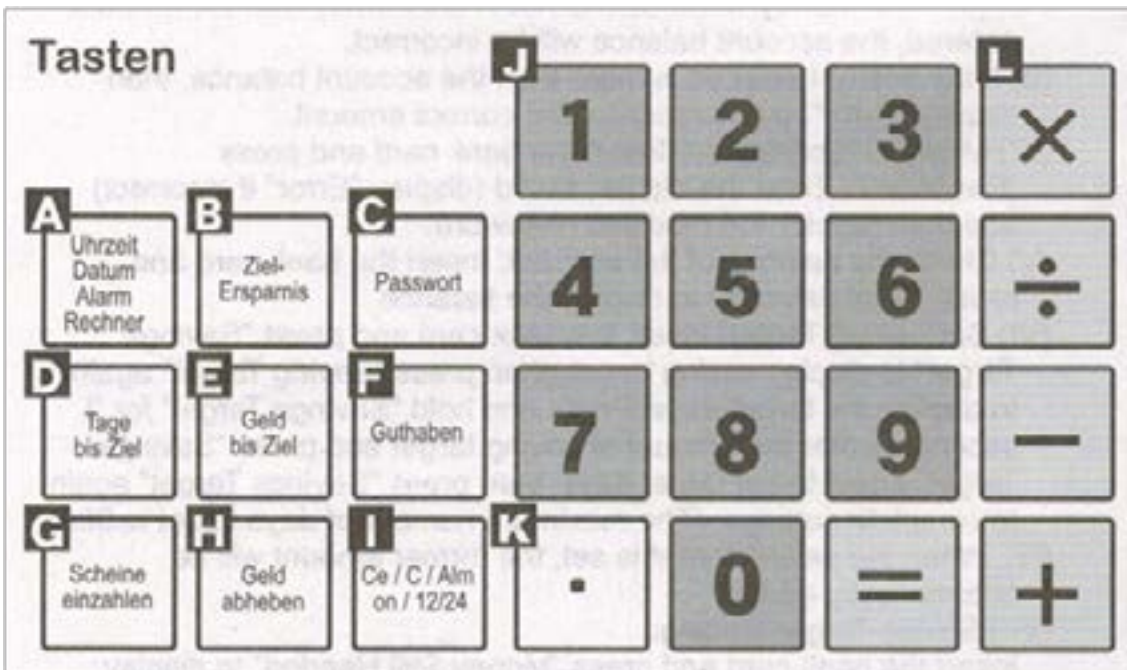 Tasten
J
1
2
3
L
×
A
Uhrzeit
Datum
Alarm
Rechner
B
Ziel-
Ersparnis
C
Passwort
4
5
6
÷
D
Tage
bis Ziel
E
Geld
bis Ziel
F
Guthaben
7
8
9
−
G
Scheine
einzahlen
H
Geld
abheben
I
Ce / C / Alm
on / 12/24
K
.
0
=
+